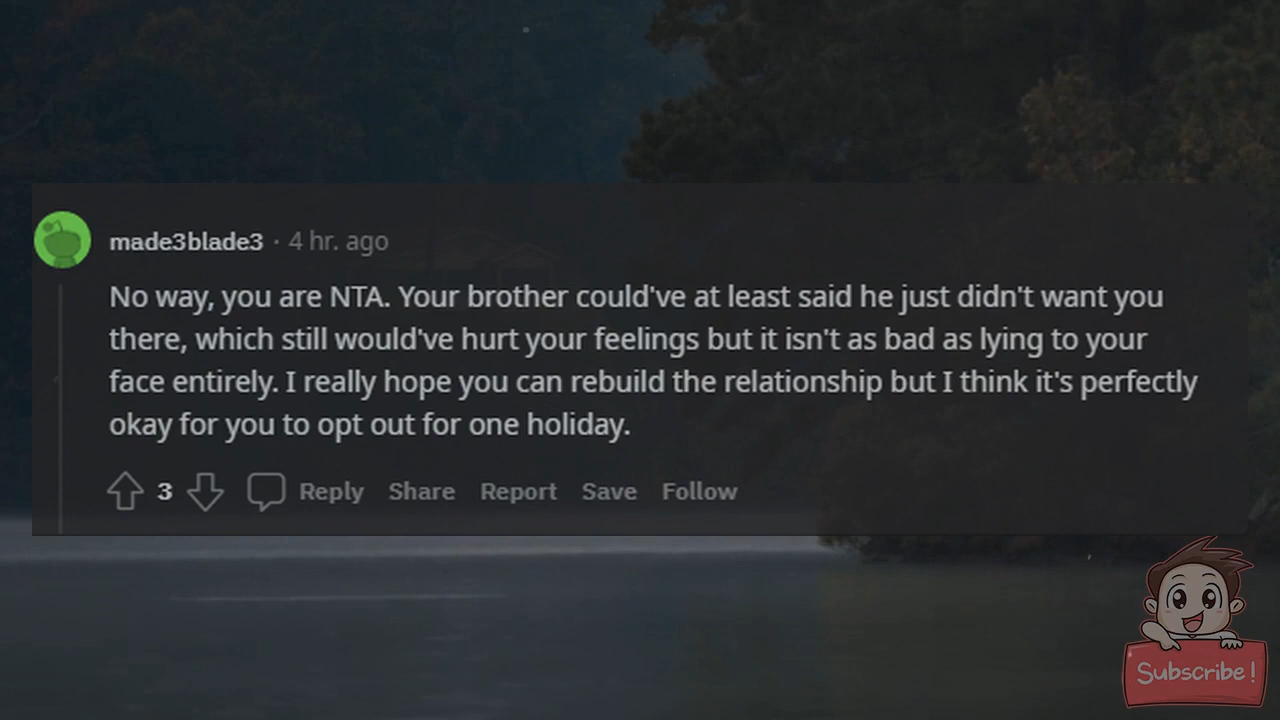 made3blade3 · 4 hr. ago
No way, you are NTA. Your brother could've at least said he just didn't want you
there, which still would've hurt your feelings but it isn't as bad as lying to your
face entirely. I really hope you can rebuild the relationship but I think it's perfectly
okay for you to opt out for one holiday.
3 Reply Share Report Save Follow
Subscribe!